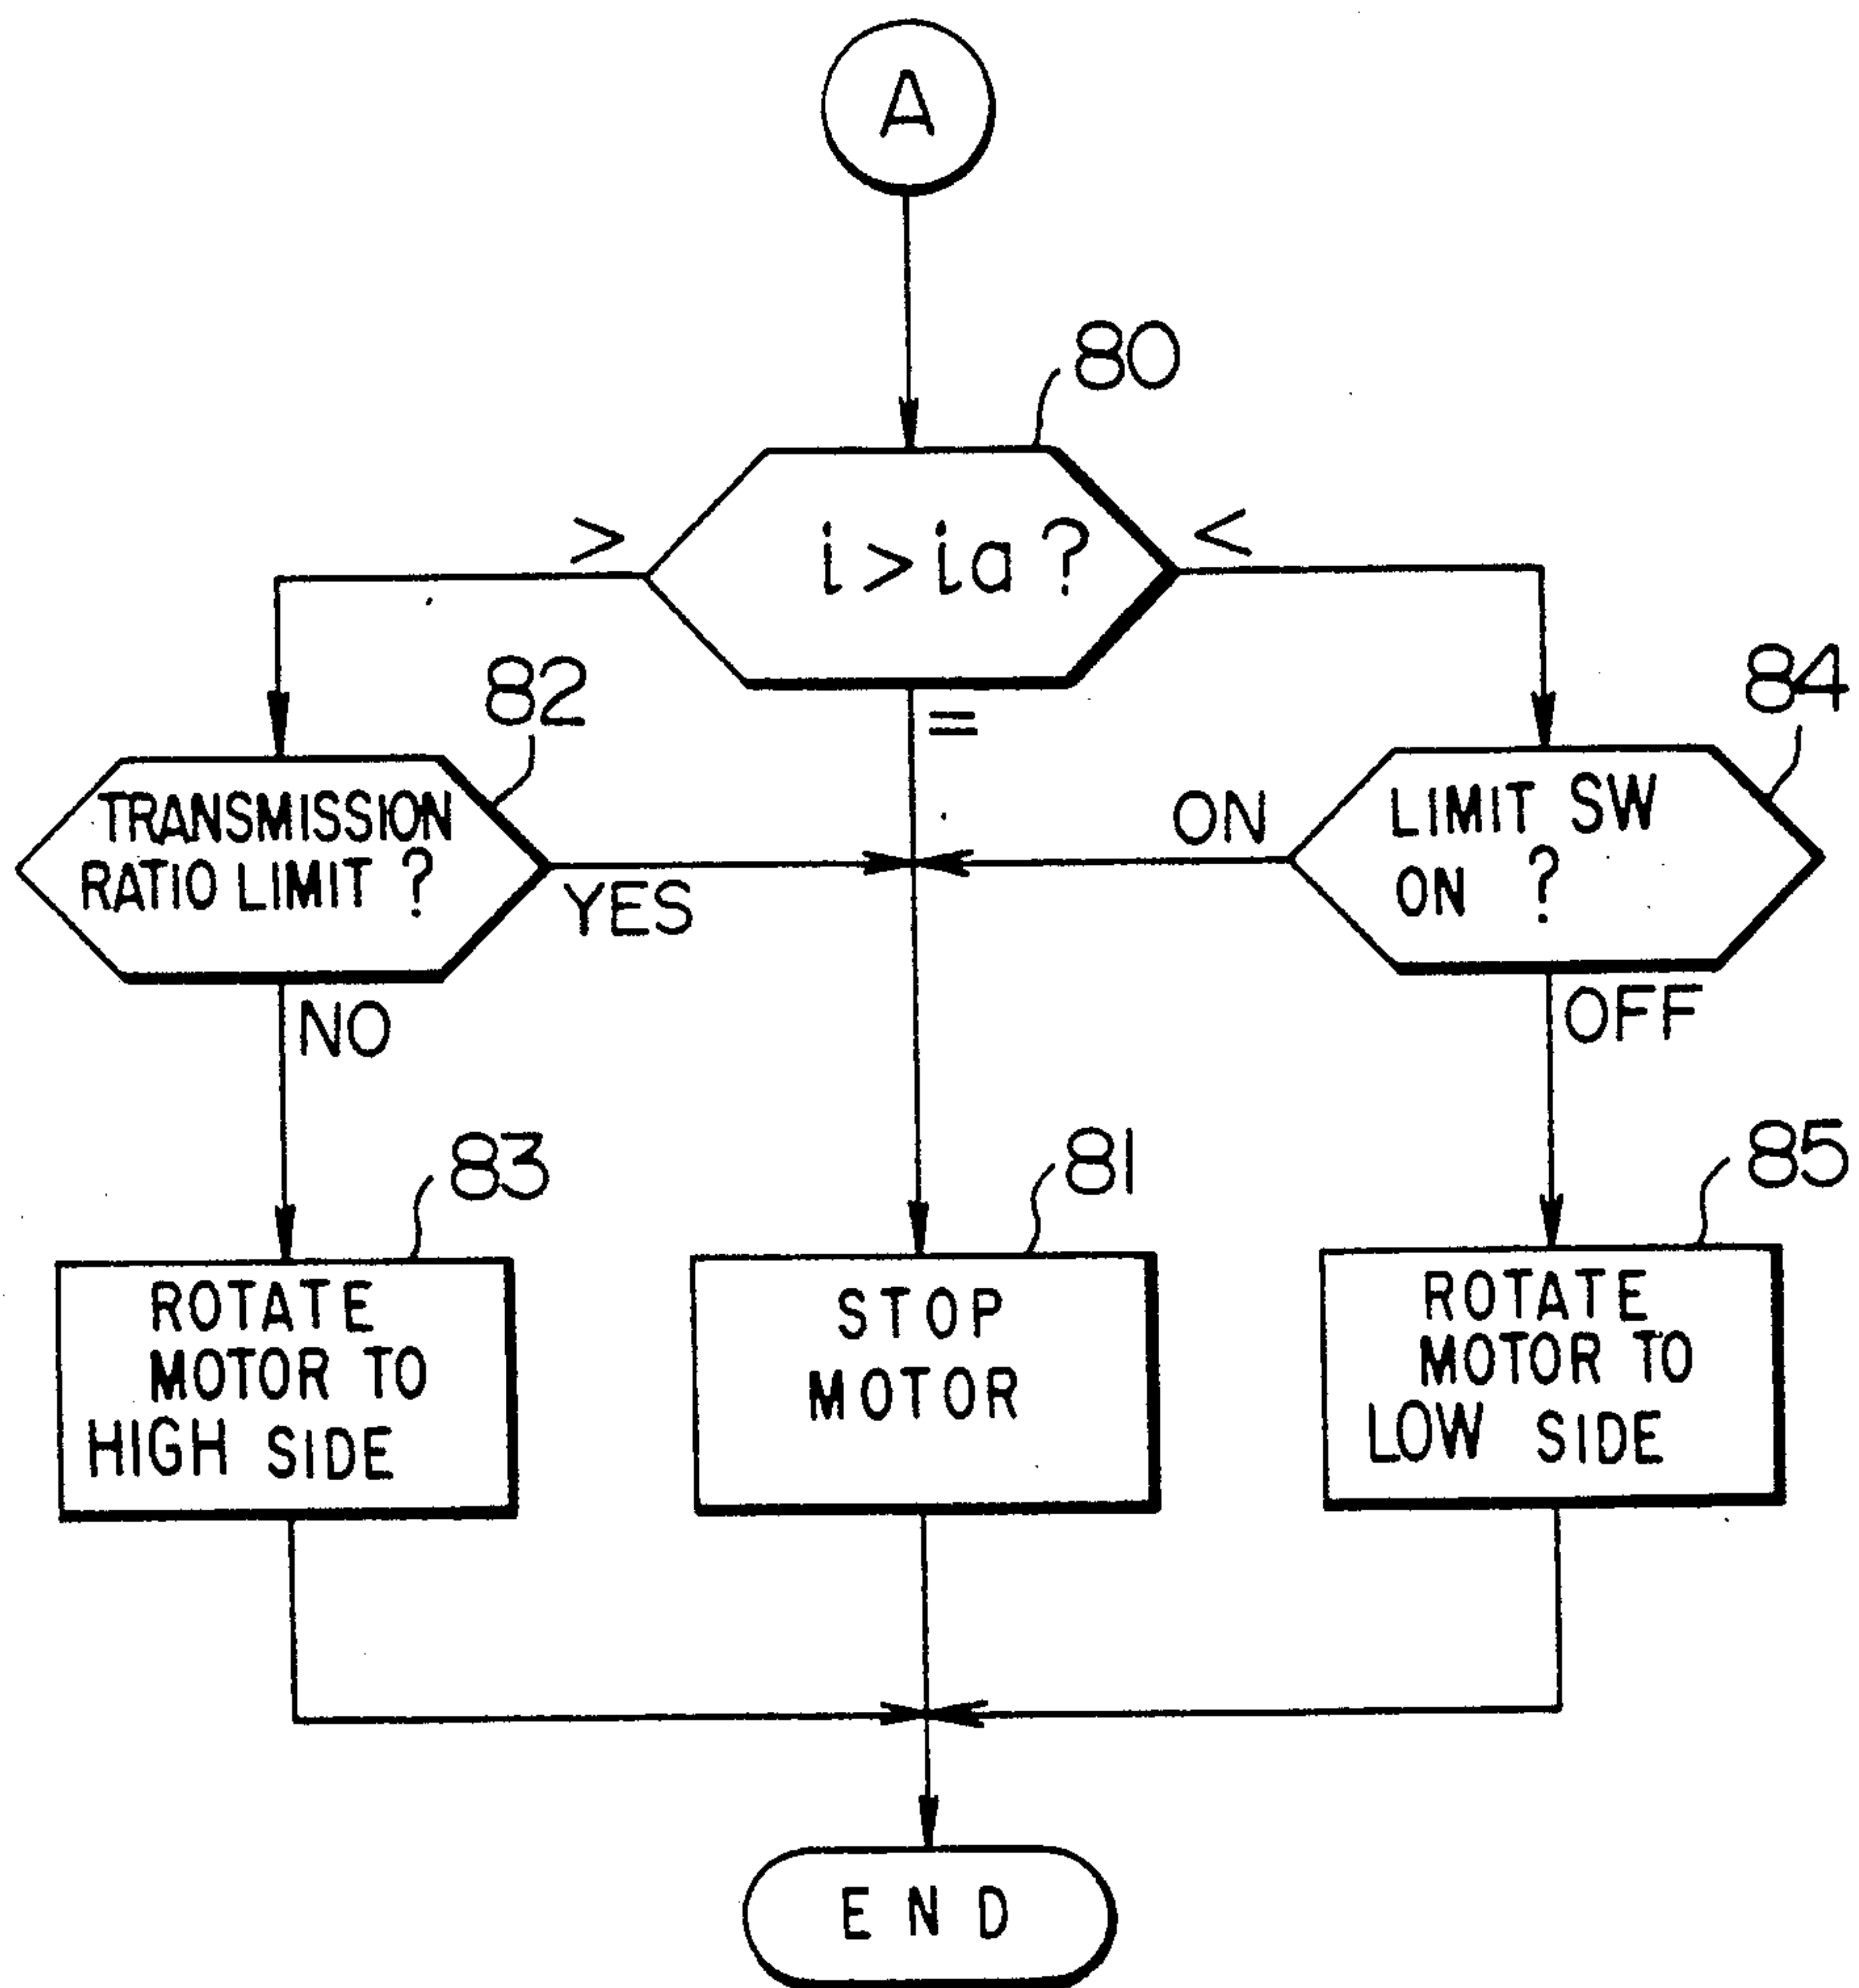 A
80
i>ia?
>
<
=
82
84
TRANSMISSION
RATIO LIMIT ?
YES
NO
ON
LIMIT SW
ON ?
OFF
83
81
85
ROTATE
MOTOR TO
HIGH SIDE
STOP
MOTOR
ROTATE
MOTOR TO
LOW SIDE
END